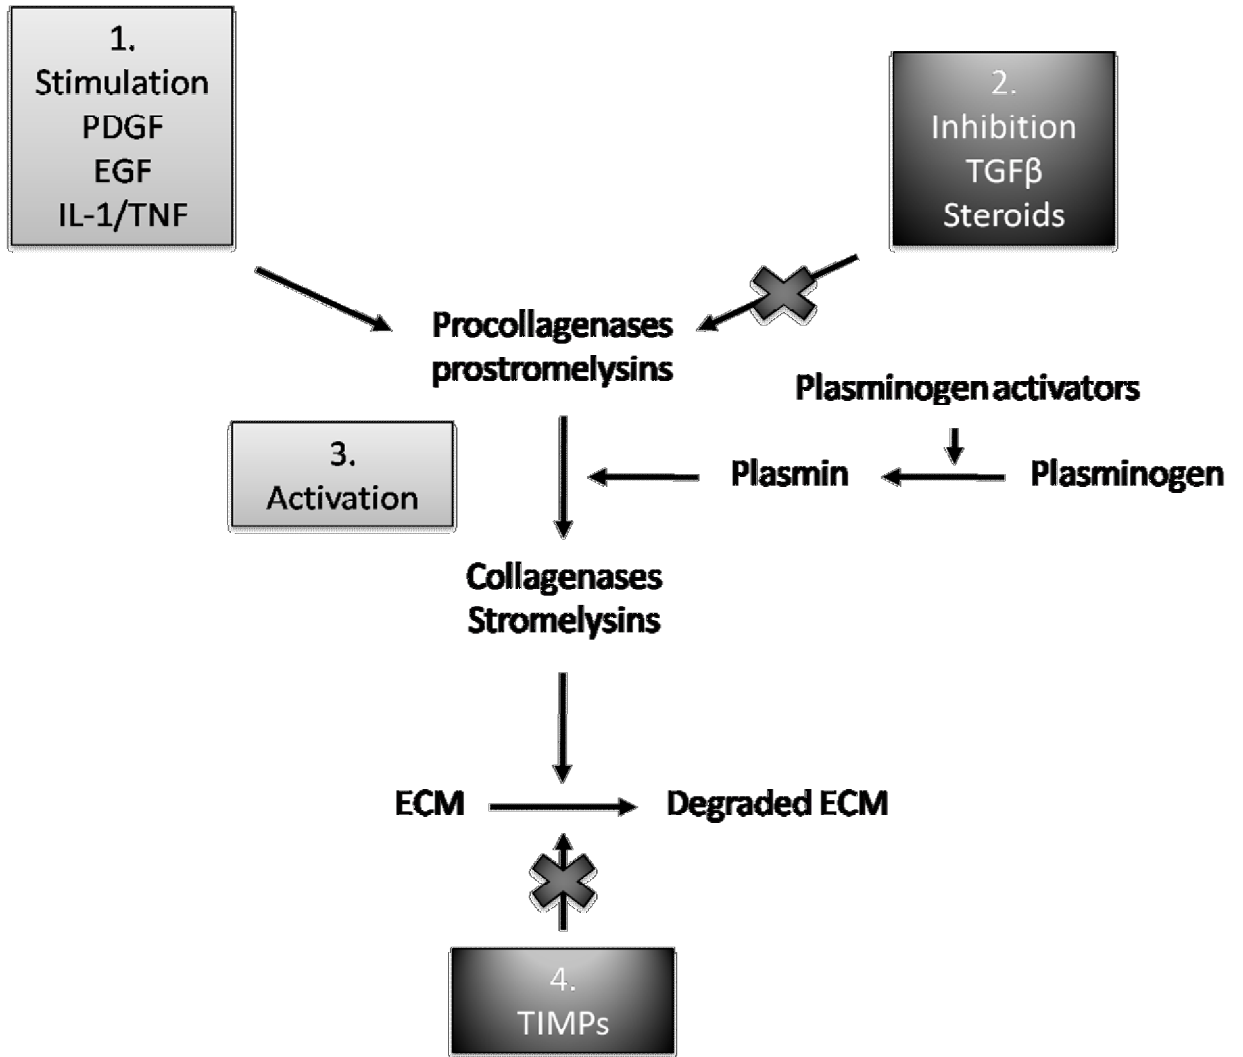 1.
Stimulation
PDGF
EGF
IL-1/TNF
2.
Inhibition
TGFβ
Steroids
Procollagenases
prostromelysins
Plasminogen activators
3.
Activation
Plasmin
Plasminogen
Collagenases
Stromelysins
ECM
Degraded ECM
4.
TIMPs